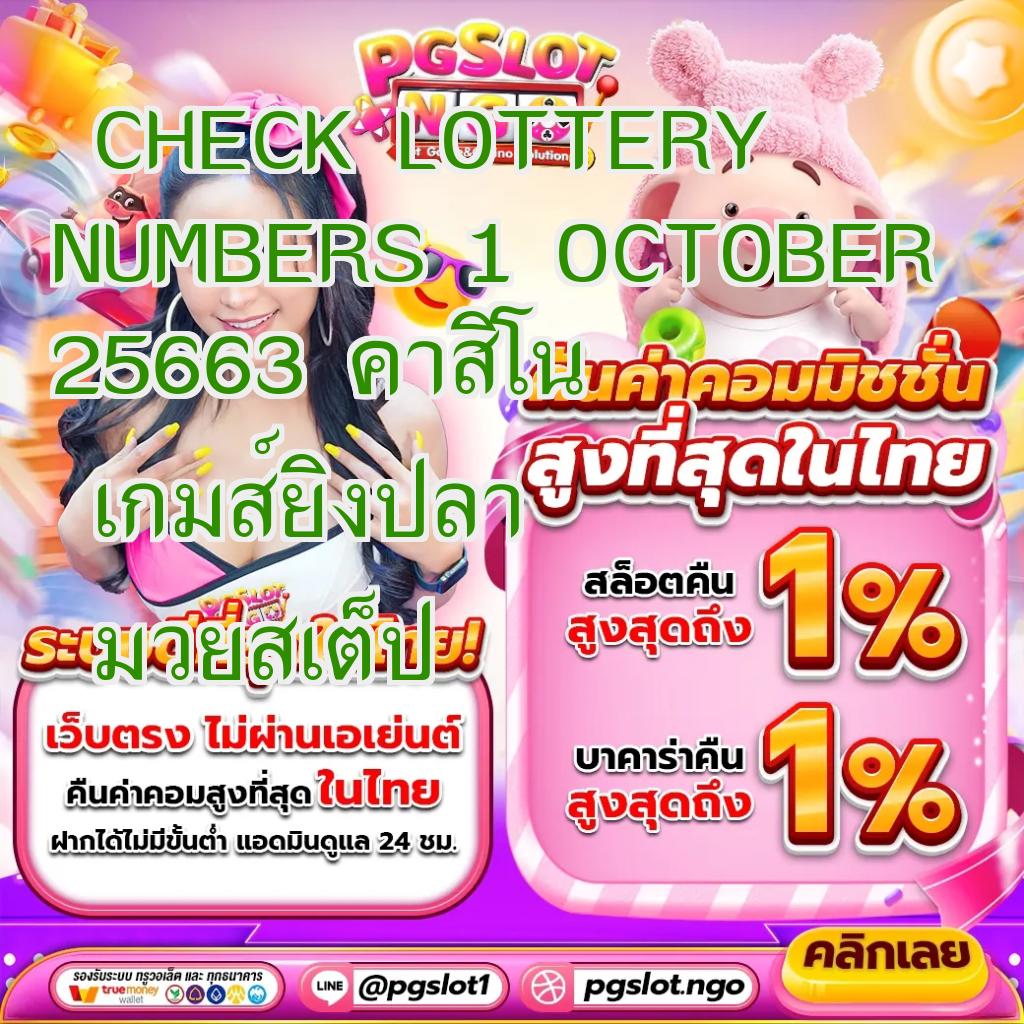 PGSLOT
CHECK LOTTERY
NUMBERS 1 OCTOBER
25663 คาสิโน
เกมส์ยิงปลา
มวยสเต็ป
ค่าคอมมิชชั่น
สูงที่สุดในไทย
สล็อตคืน
สูงสุดถึง
1%
บาคาร่าคืน
สูงสุดถึง
1%
เว็บตรง ไม่ผ่านเอเย่นต์
คืนค่าคอมสูงที่สุด ในไทย
ฝากได้ไม่มีขั้นต่ำ แอดมินดูแล 24 ชม.
คลิกเลย
รองรับระบบ ทรูวอเล็ต และ ทุกธนาคาร
truemoney
wallet
LINE @pgslot1
pgslot.ngo